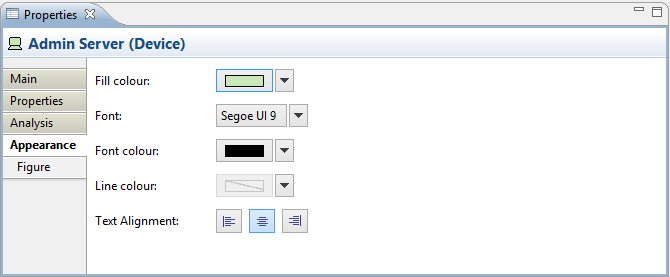 Properties
Admin Server (Device)
Main
Properties
Analysis
Appearance
Figure
Fill colour:
Font:
Segoe UI 9
Font colour:
Line colour:
Text Alignment: